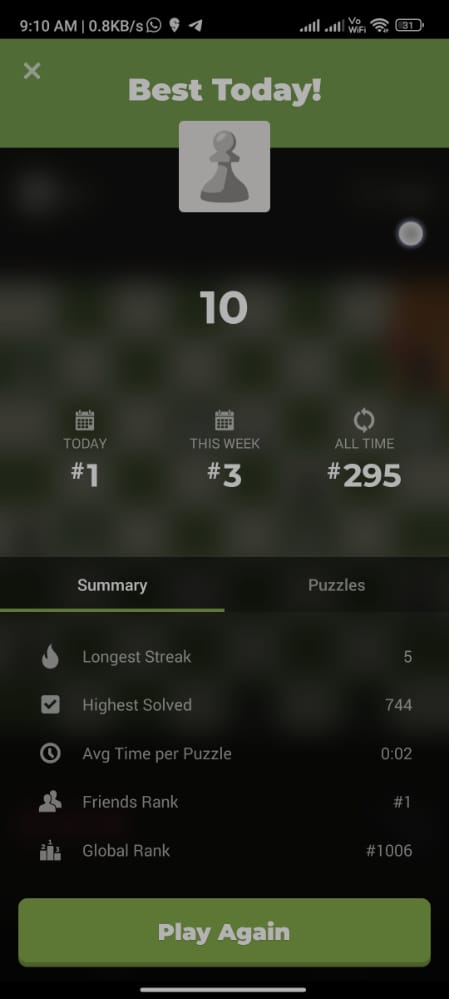 9:10 AM | 0.8KB/s
Vo
WiFi
31
Best Today!
10
TODAY
THIS WEEK
ALL TIME
#1
#3
#295
Summary
Puzzles
Longest Streak
5
Highest Solved
744
Avg Time per Puzzle
0:02
Friends Rank
#1
Global Rank
#1006
Play Again